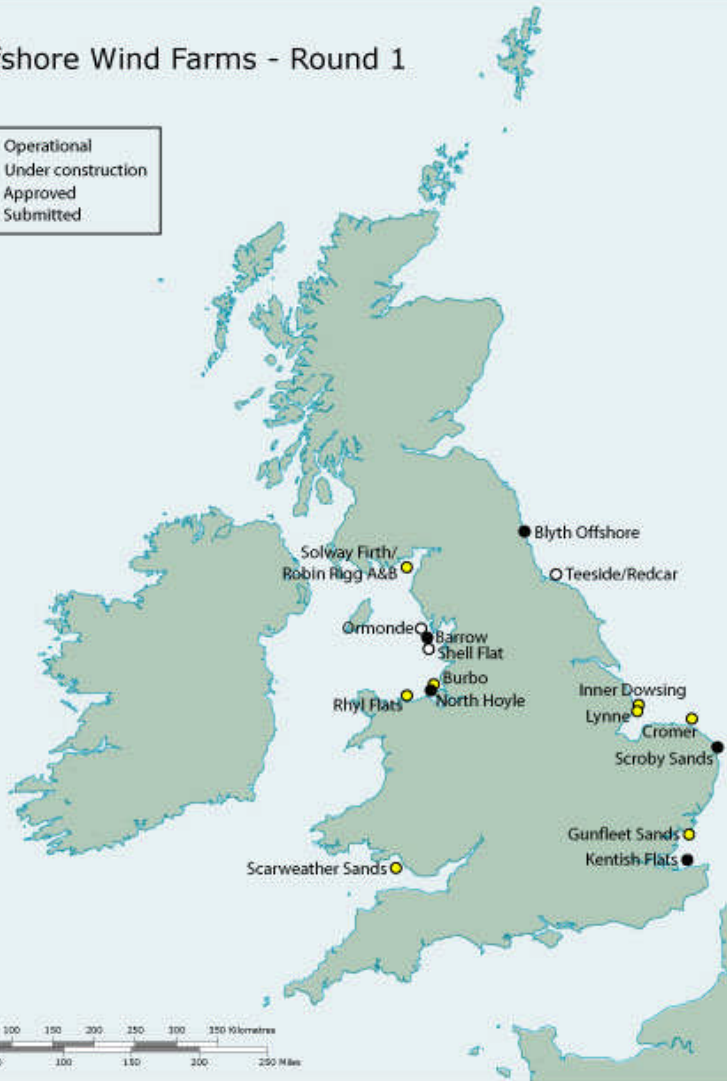 fshore Wind Farms - Round 1
Operational
Under construction
Approved
Submitted
Blyth Offshore
Solway Firth/
Robin Rigg A&B
Teeside/Redcar
Ormonde
Barrow
Shell Flat
Burbo
North Hoyle
Rhyl Flats
Inner Dowsing
Lynne
Cromer
Scroby Sands
Gunfleet Sands
Kentish Flats
Scarweather Sands
100 150 200 250 300 350 Kilometres
100 150 200 250 Miles